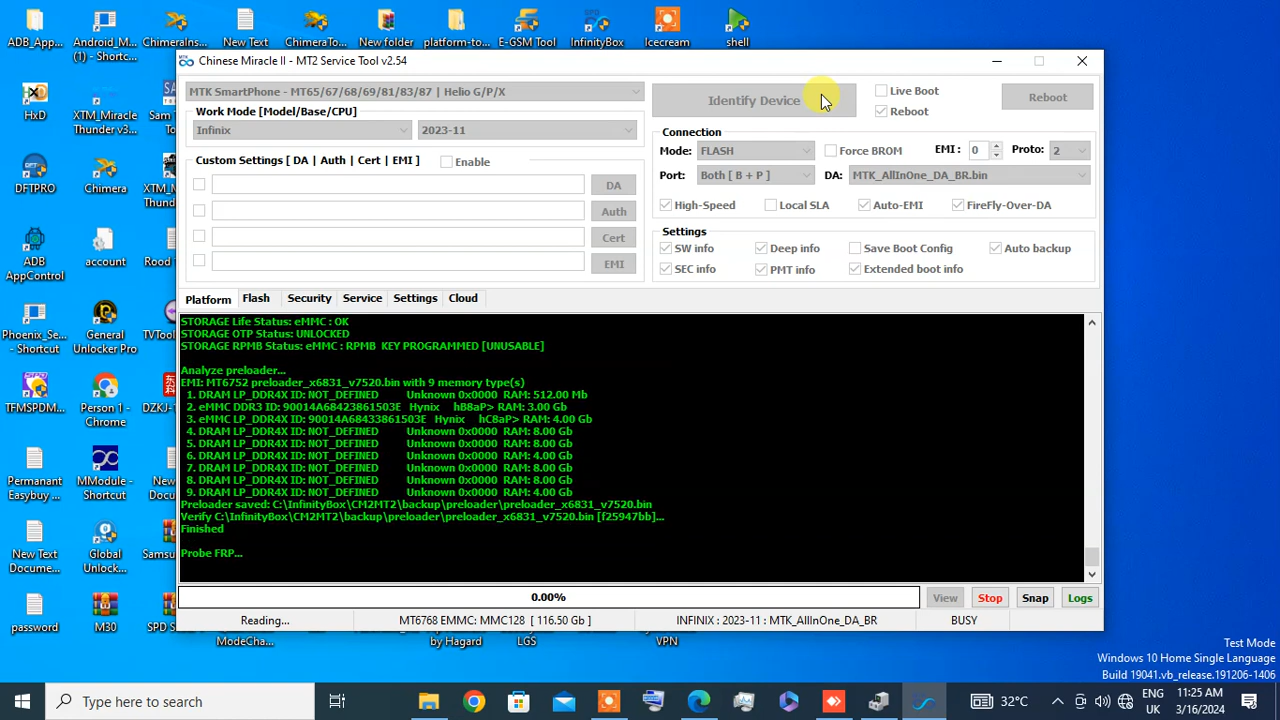 ADB_App...
Android_M... (1) - Shortc...
ChimeraIns...
New Text
ChimeraTo...
New folder
platform-to...
E-GSM Tool
InfinityBox
Icecream
shell
HxD
XTM_Miracle Thunder v3...
Sam
To
DFTPRO
Chimera
XTM_M
Thund
ADB AppControl
account
Rood
Phoenix_Se... - Shortcut
General Unlocker Pro
TVToo
TFMSPDM...
Person 1 - Chrome
DZKJ-
Permanant Easybuy ...
MModule - Shortcut
New
Docu
New Text Docume...
Global Unlock...
Samsu
password
M30
SPD S
ModeCha...
by Hagard
LGS
VPN
Chinese Miracle II - MT2 Service Tool v2.54
MTK SmartPhone - MT65/67/68/69/81/83/87 | Helio G/P/X
Work Mode [Model/Base/CPU]
Infinix
2023-11
Custom Settings [ DA | Auth | Cert | EMI ]
Enable
DA
Auth
Cert
EMI
Identify Device
Live Boot
Reboot
Reboot
Connection
Mode: FLASH
Force BROM
EMI : 0
Proto: 2
Port: Both [ B + P ]
DA: MTK_AllInOne_DA_BR.bin
High-Speed
Local SLA
Auto-EMI
FireFly-Over-DA
Settings
SW info
Deep info
Save Boot Config
Auto backup
SEC info
PMT info
Extended boot info
Platform
Flash
Security
Service
Settings
Cloud
STORAGE Life Status: eMMC : OK
STORAGE OTP Status: UNLOCKED
STORAGE RPMB Status: eMMC : RPMB KEY PROGRAMMED [UNUSABLE]
Analyze preloader...
EMI: MT6752 preloader_x6831_v7520.bin with 9 memory type(s)
1. DRAM LP_DDR4X ID: NOT_DEFINED Unknown 0x0000 RAM: 512.00 Mb
2. eMMC DDR3 ID: 90014A68423861503E Hynix hB8aP> RAM: 3.00 Gb
3. eMMC LP_DDR4X ID: 90014A68433861503E Hynix hC8aP> RAM: 4.00 Gb
4. DRAM LP_DDR4X ID: NOT_DEFINED Unknown 0x0000 RAM: 8.00 Gb
5. DRAM LP_DDR4X ID: NOT_DEFINED Unknown 0x0000 RAM: 8.00 Gb
6. DRAM LP_DDR4X ID: NOT_DEFINED Unknown 0x0000 RAM: 4.00 Gb
7. DRAM LP_DDR4X ID: NOT_DEFINED Unknown 0x0000 RAM: 8.00 Gb
8. DRAM LP_DDR4X ID: NOT_DEFINED Unknown 0x0000 RAM: 8.00 Gb
9. DRAM LP_DDR4X ID: NOT_DEFINED Unknown 0x0000 RAM: 4.00 Gb
Preloader saved: C:\InfinityBox\CM2MT2\backup\preloader\preloader_x6831_v7520.bin
Verify C:\InfinityBox\CM2MT2\backup\preloader\preloader_x6831_v7520.bin [f25947bb]...
Finished
Probe FRP...
0.00%
View
Stop
Snap
Logs
Reading...
MT6768 EMMC: MMC128 [ 116.50 Gb ]
INFINIX : 2023-11 : MTK_AllInOne_DA_BR
BUSY
Test Mode
Windows 10 Home Single Language
Build 19041.vb_release.191206-1406
Type here to search
32°C
ENG
UK
11:25 AM
3/16/2024